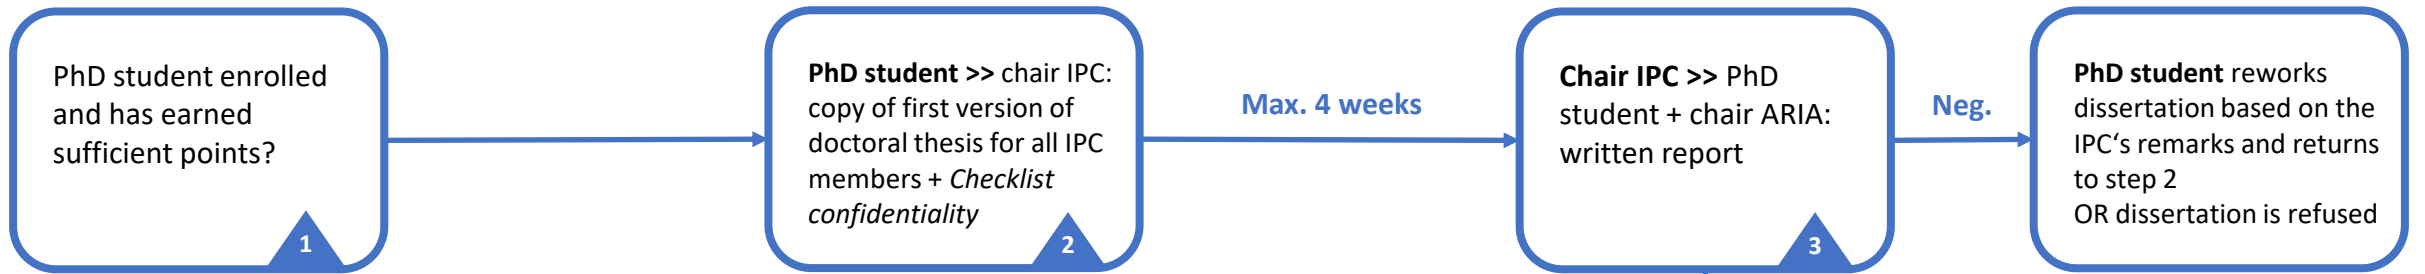 PhD student enrolled
and has earned
sufficient points?
1
PhD student >> chair IPC:
copy of first version of
doctoral thesis for all IPC
members + Checklist
confidentiality
2
Max. 4 weeks
Chair IPC >> PhD
student + chair ARIA:
written report
3
Neg.
PhD student reworks
dissertation based on the
IPC‘s remarks and returns
to step 2
OR dissertation is refused